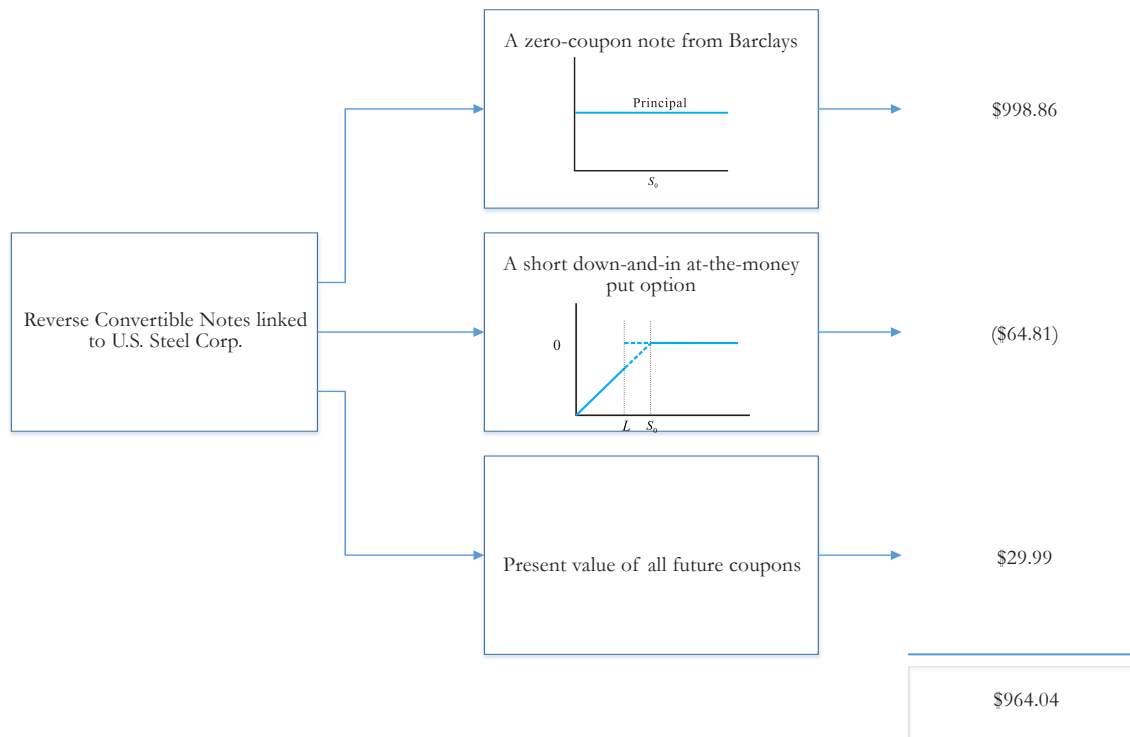 A zero-coupon note from Barclays
Principal
S₀
$998.86
Reverse Convertible Notes linked
to U.S. Steel Corp.
A short down-and-in at-the-money
put option
0
L S₀
($64.81)
Present value of all future coupons
$29.99
$964.04